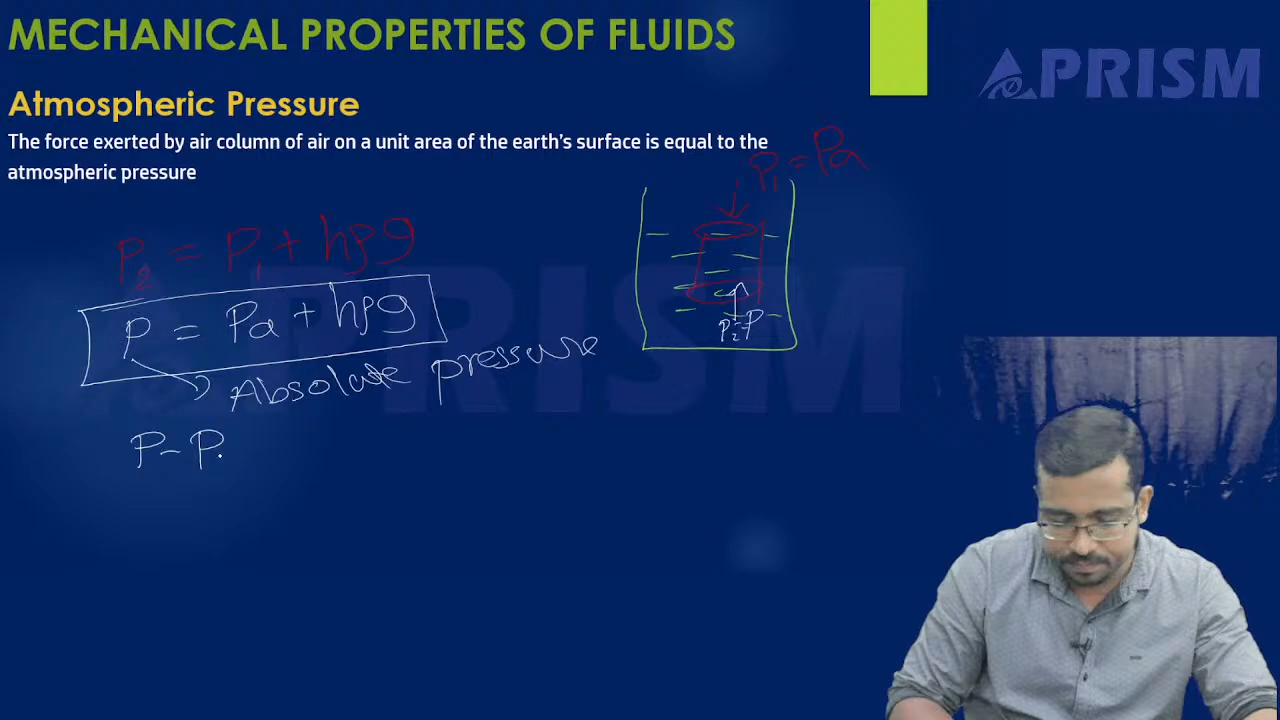 MECHANICAL PROPERTIES OF FLUIDS
PRISM
Atmospheric Pressure
The force exerted by air column of air on a unit area of the earth's surface is equal to the
atmospheric pressure
P₁ = Pa
P₂ = P₁ + hρg
P = Pa + hρg
P₂=P
Absolute pressure
P - P.
PRISM